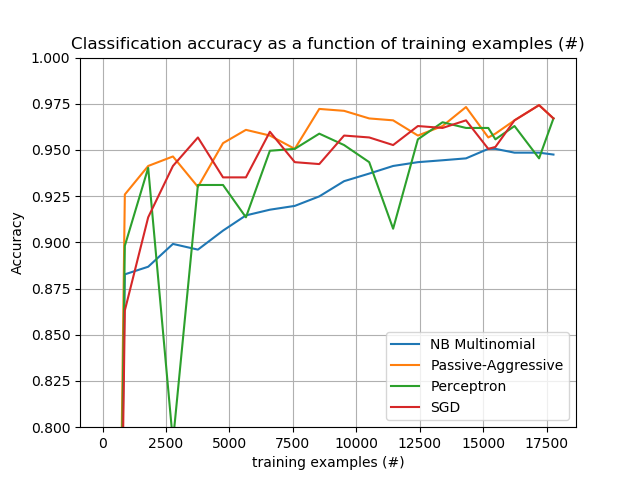 Classification accuracy as a function of training examples (#)
1.000
0.975
0.950
0.925
0.900
0.875
0.850
0.825
0.800
Accuracy
NB Multinomial
Passive-Aggressive
Perceptron
SGD
0 2500 5000 7500 10000 12500 15000 17500
training examples (#)